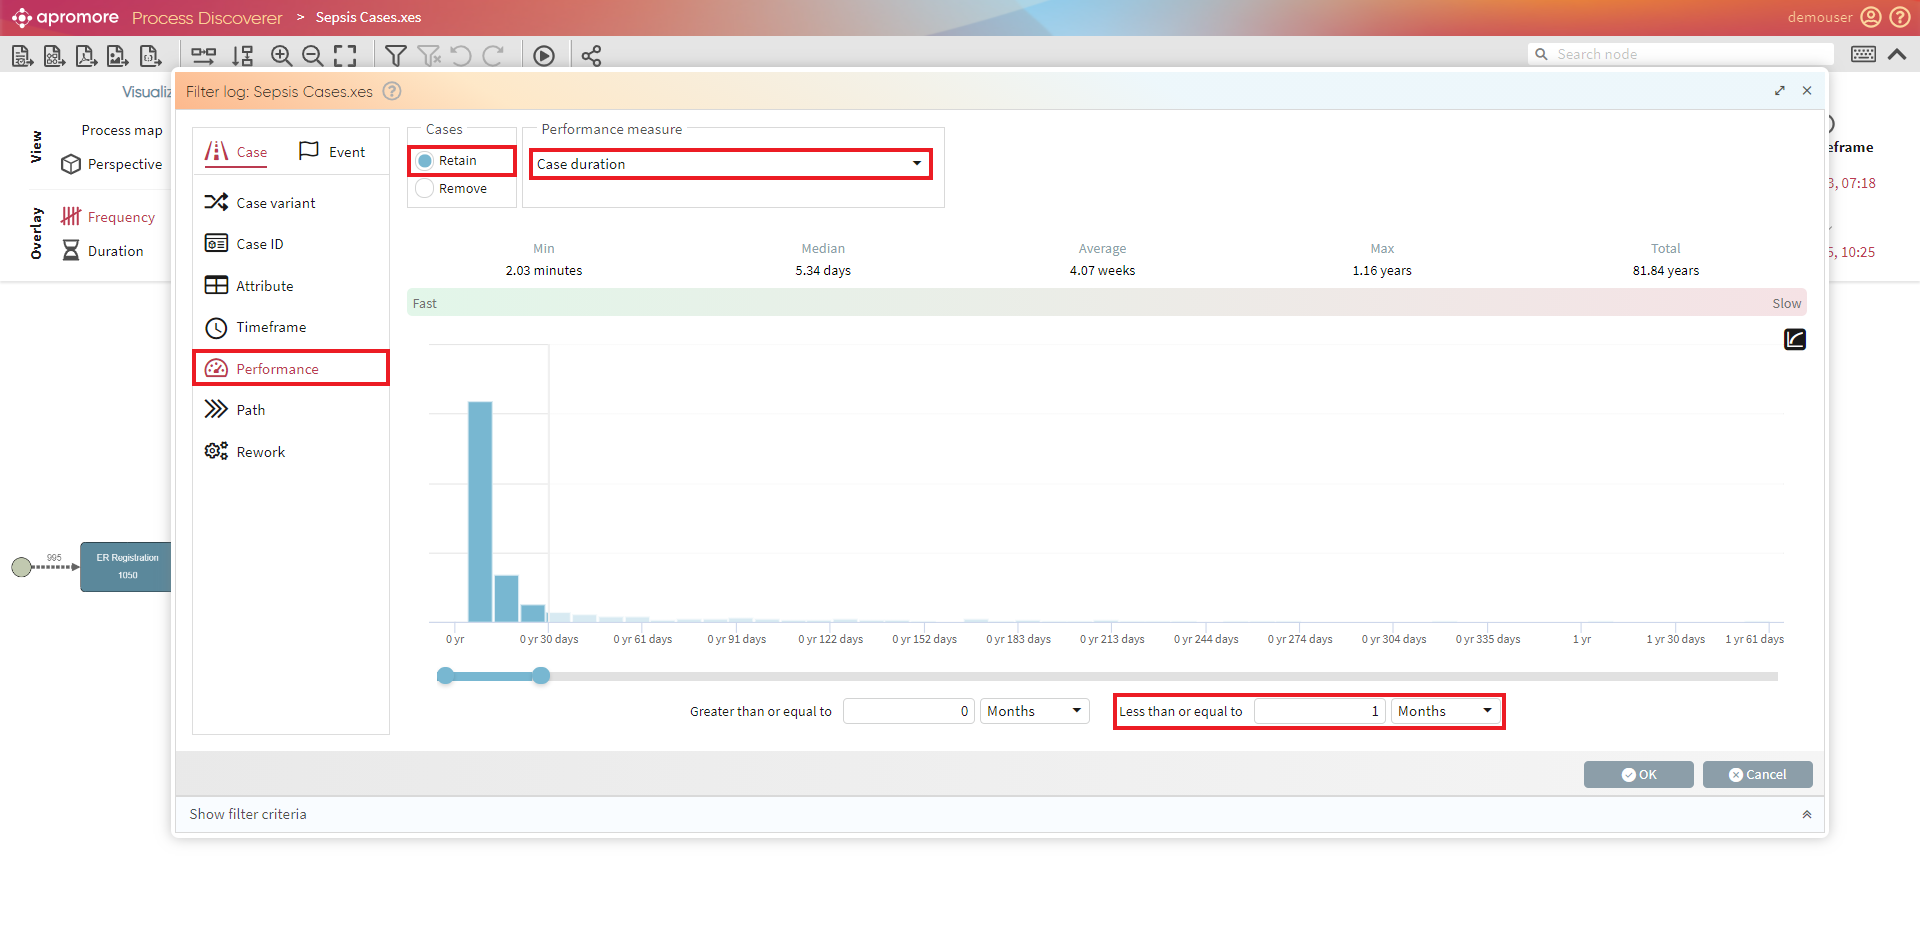 apromore Process Discoverer > Sepsis Cases.xes
demouser
Search node
Visualiz
View
Process map
Perspective
Overlay
Frequency
Duration
995
ER Registration
1050
eframe
3, 07:18
5, 10:25
Filter log: Sepsis Cases.xes
Case
Event
Case variant
Case ID
Attribute
Timeframe
Performance
Path
Rework
Cases
Retain
Remove
Performance measure
Case duration
Min Median Average Max Total
2.03 minutes 5.34 days 4.07 weeks 1.16 years 81.84 years
Fast Slow
0 yr 0 yr 30 days 0 yr 61 days 0 yr 91 days 0 yr 122 days 0 yr 152 days 0 yr 183 days 0 yr 213 days 0 yr 244 days 0 yr 274 days 0 yr 304 days 0 yr 335 days 1 yr 1 yr 30 days 1 yr 61 days
Greater than or equal to 0 Months Less than or equal to 1 Months
OK Cancel
Show filter criteria